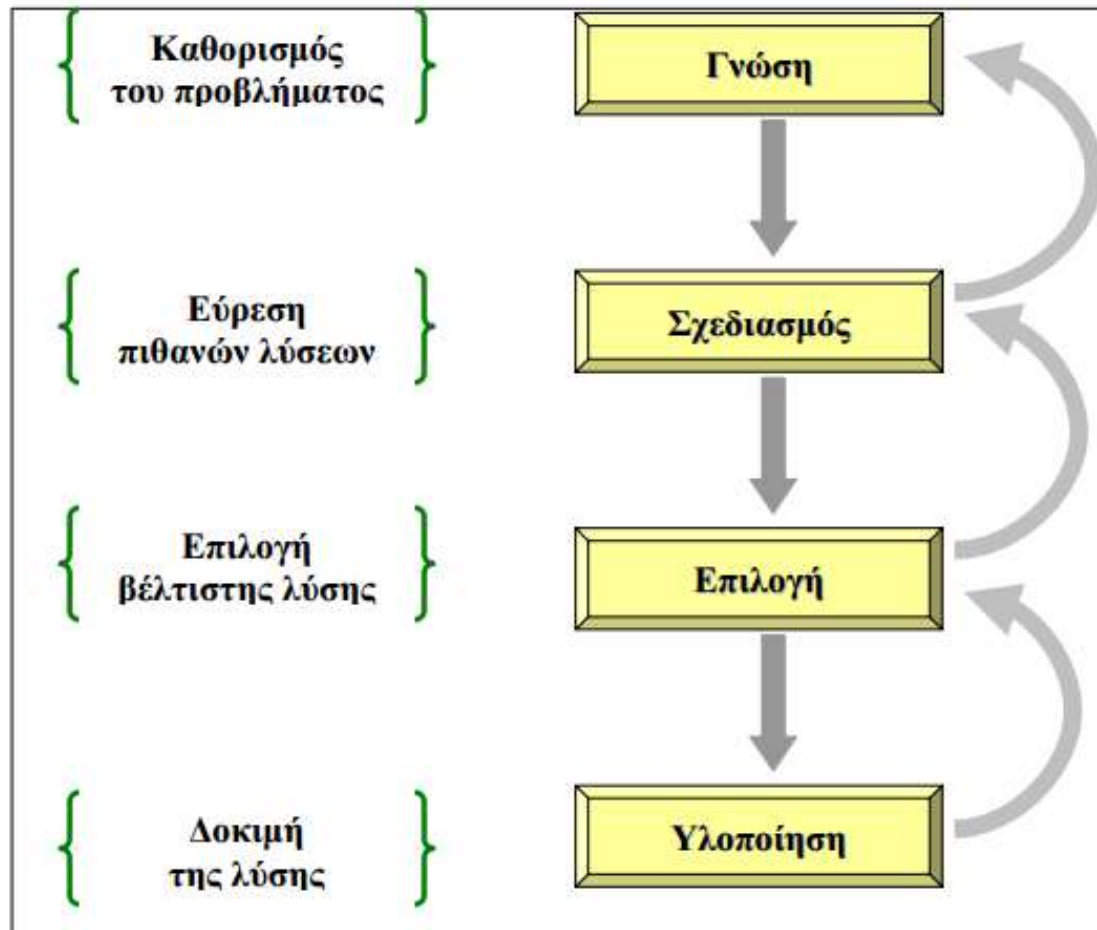 Καθορισμός
του προβλήματος
Γνώση
Εύρεση
πιθανών λύσεων
Σχεδιασμός
Επιλογή
βέλτιστης λύσης
Επιλογή
Δοκιμή
της λύσης
Υλοποίηση